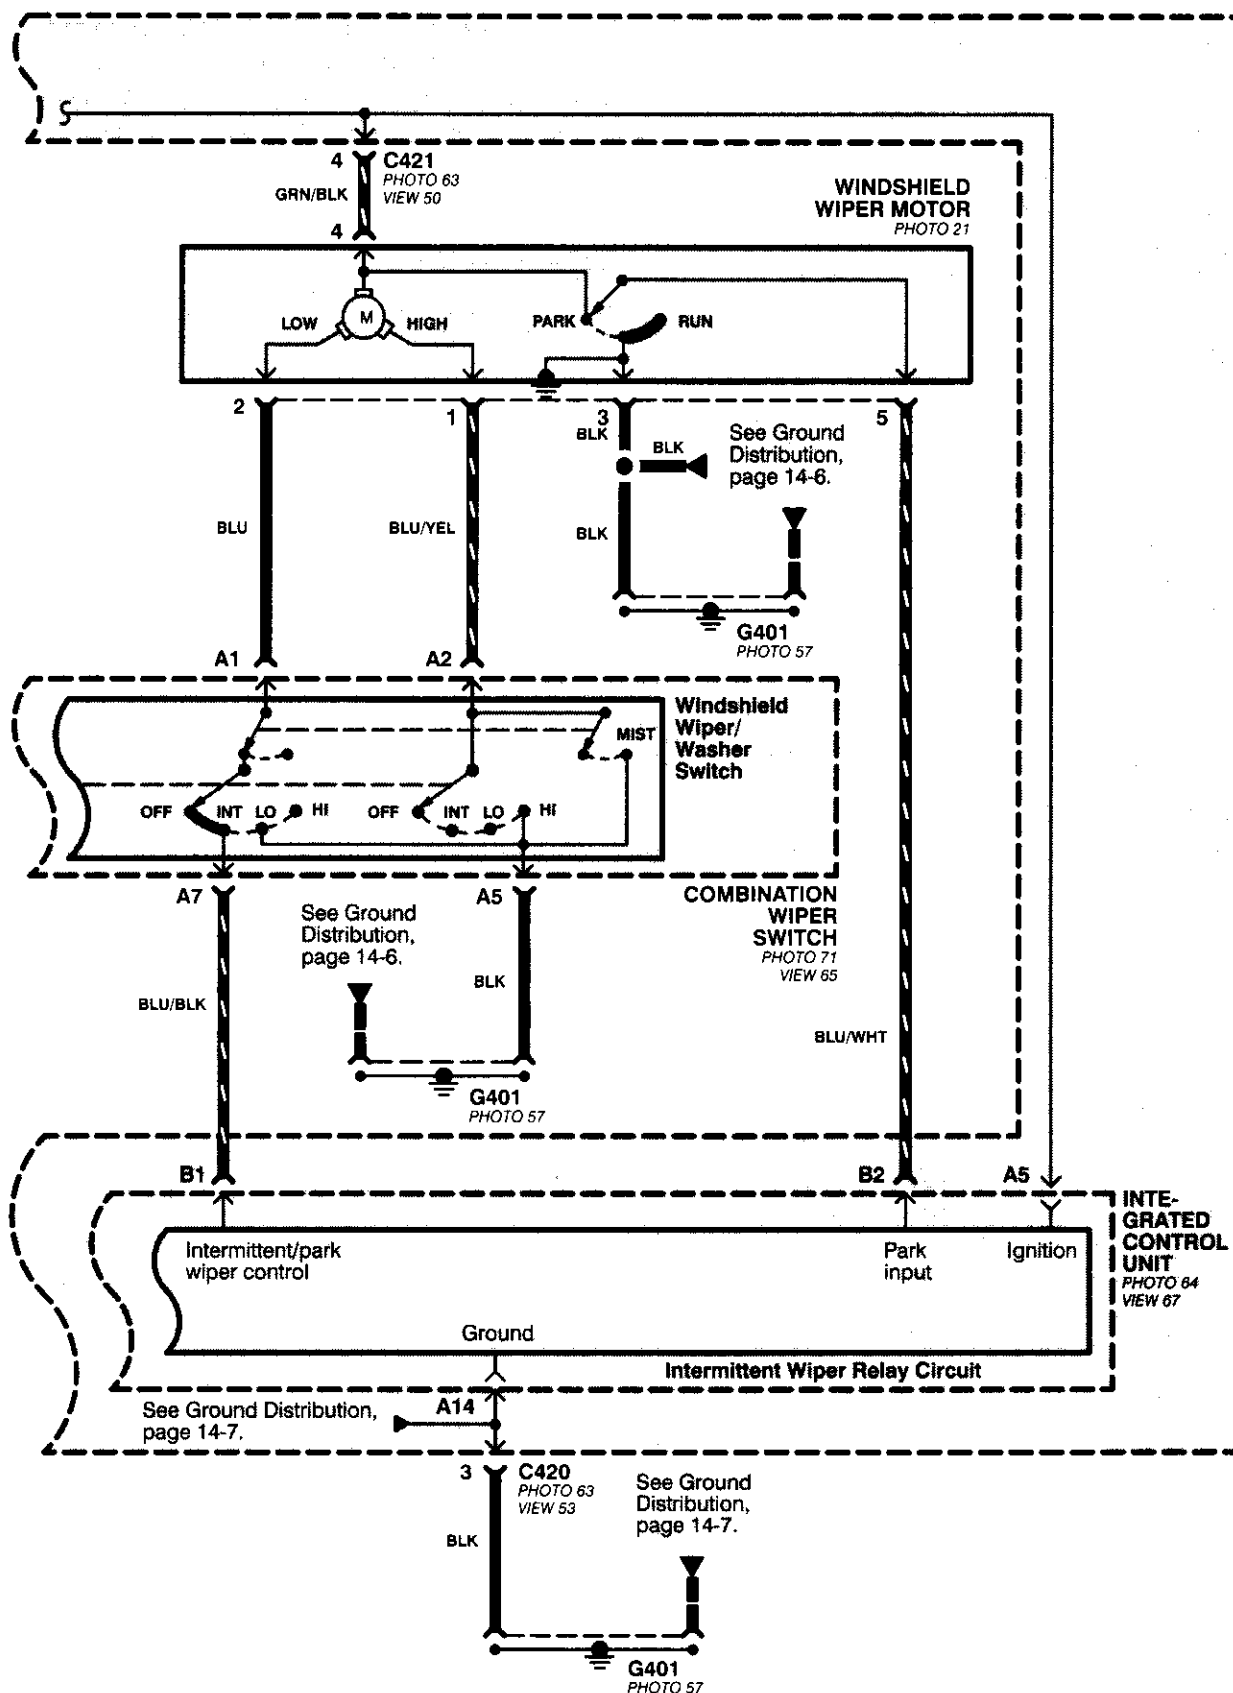 4
C421
PHOTO 63
VIEW 50
GRN/BLK
4
WINDSHIELD
WIPER MOTOR
PHOTO 21
LOW
M
HIGH
PARK
RUN
2
1
3
5
BLK
BLK
See Ground
Distribution,
page 14-6.
BLU
BLU/YEL
BLK
G401
PHOTO 57
A1
A2
Windshield
Wiper/
Washer
Switch
MIST
OFF
INT
LO
HI
OFF
INT
LO
HI
A7
A5
COMBINATION
WIPER
SWITCH
PHOTO 71
VIEW 65
See Ground
Distribution,
page 14-6.
BLK
BLU/BLK
BLU/WHT
G401
PHOTO 57
B1
B2
A5
INTE-
GRATED
CONTROL
UNIT
PHOTO 64
VIEW 67
Intermittent/park
wiper control
Park
input
Ignition
Ground
Intermittent Wiper Relay Circuit
See Ground Distribution,
page 14-7.
A14
3
C420
PHOTO 63
VIEW 53
See Ground
Distribution,
page 14-7.
BLK
G401
PHOTO 57